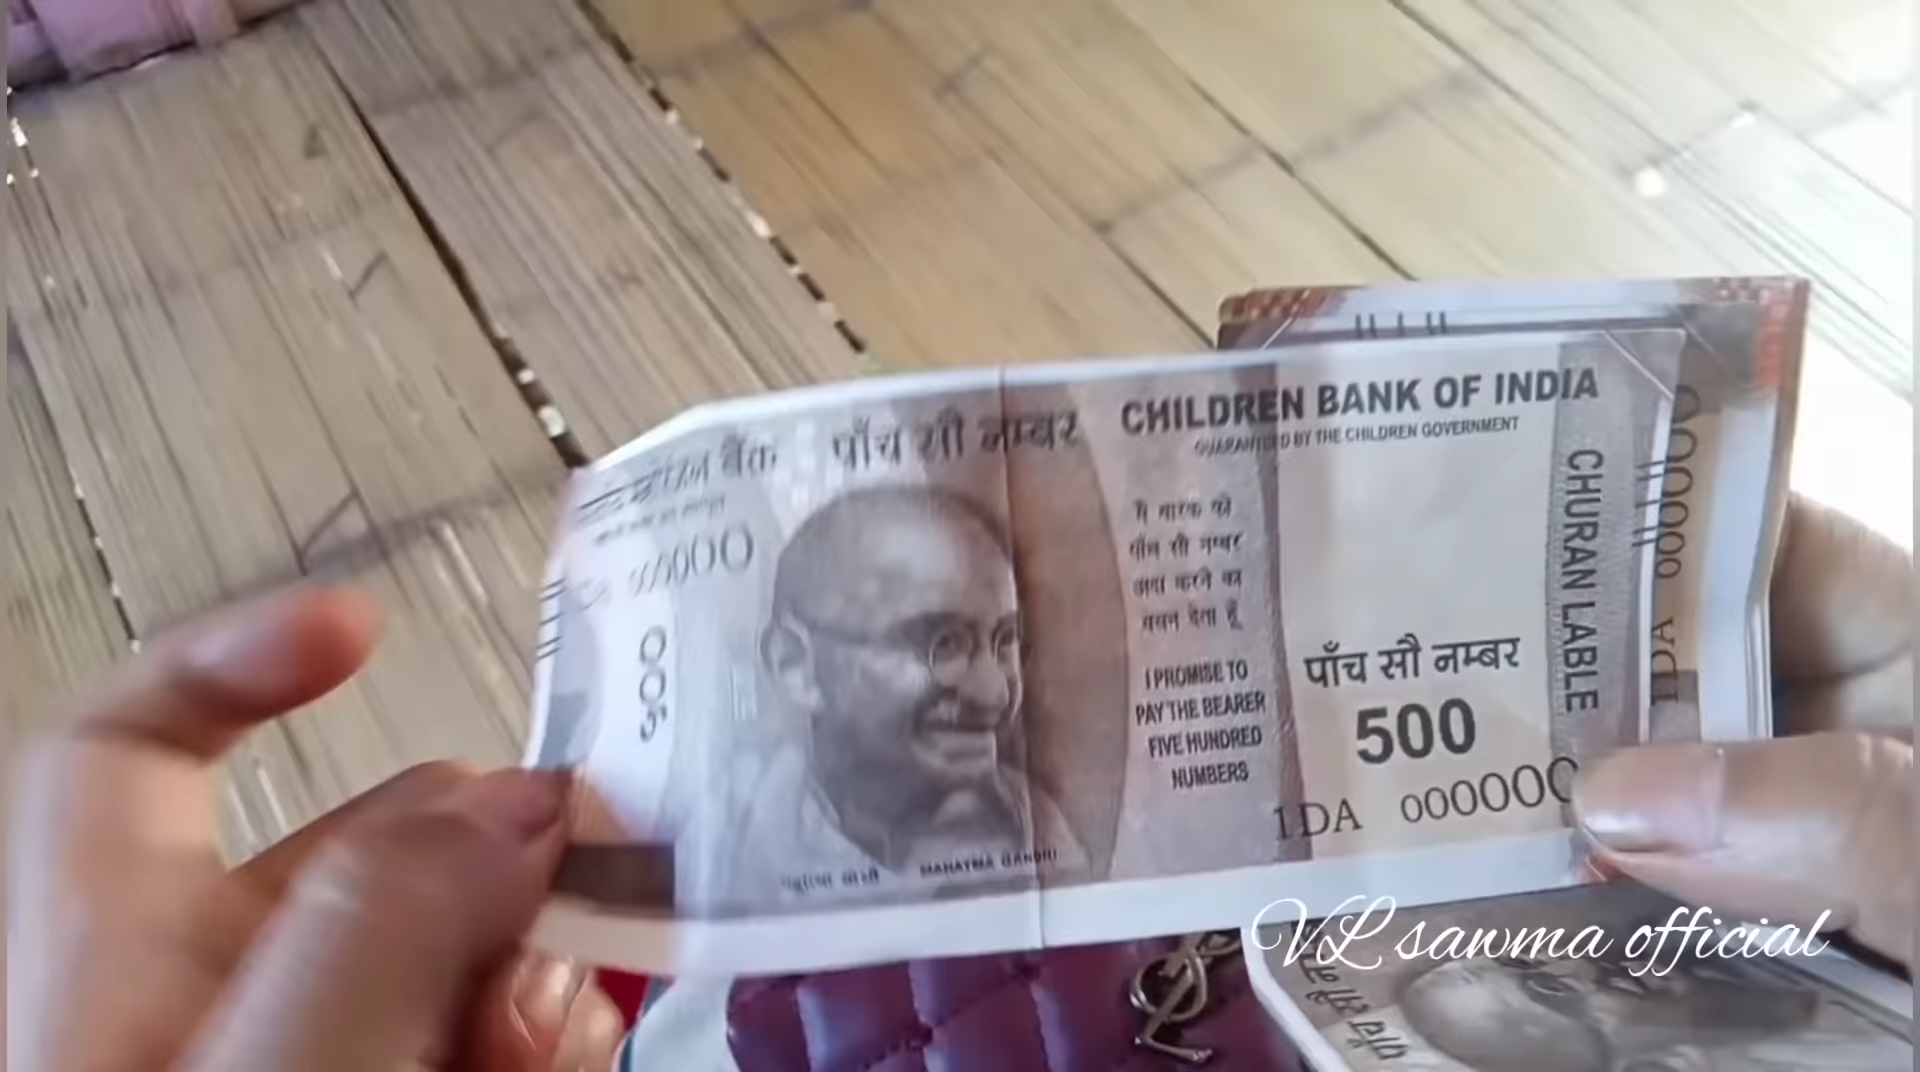 बैंक
पाँच सौ नम्बर
CHILDREN BANK OF INDIA
GUARANTEED BY THE CHILDREN GOVERNMENT
500
मैं धारक को
पाँच सौ नम्बर
अदा करने का
वचन देता हूँ
I PROMISE TO
PAY THE BEARER
FIVE HUNDRED
NUMBERS
पाँच सौ नम्बर
500
1DA 000000
CHURAN LABLE
MAHATMA GANDHI
1DA 000000
VL sawma official